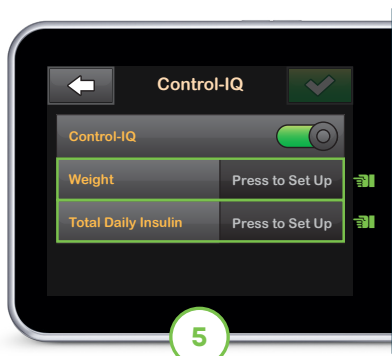 Control-IQ
Control-IQ
Weight Press to Set Up
Total Daily Insulin Press to Set Up
5